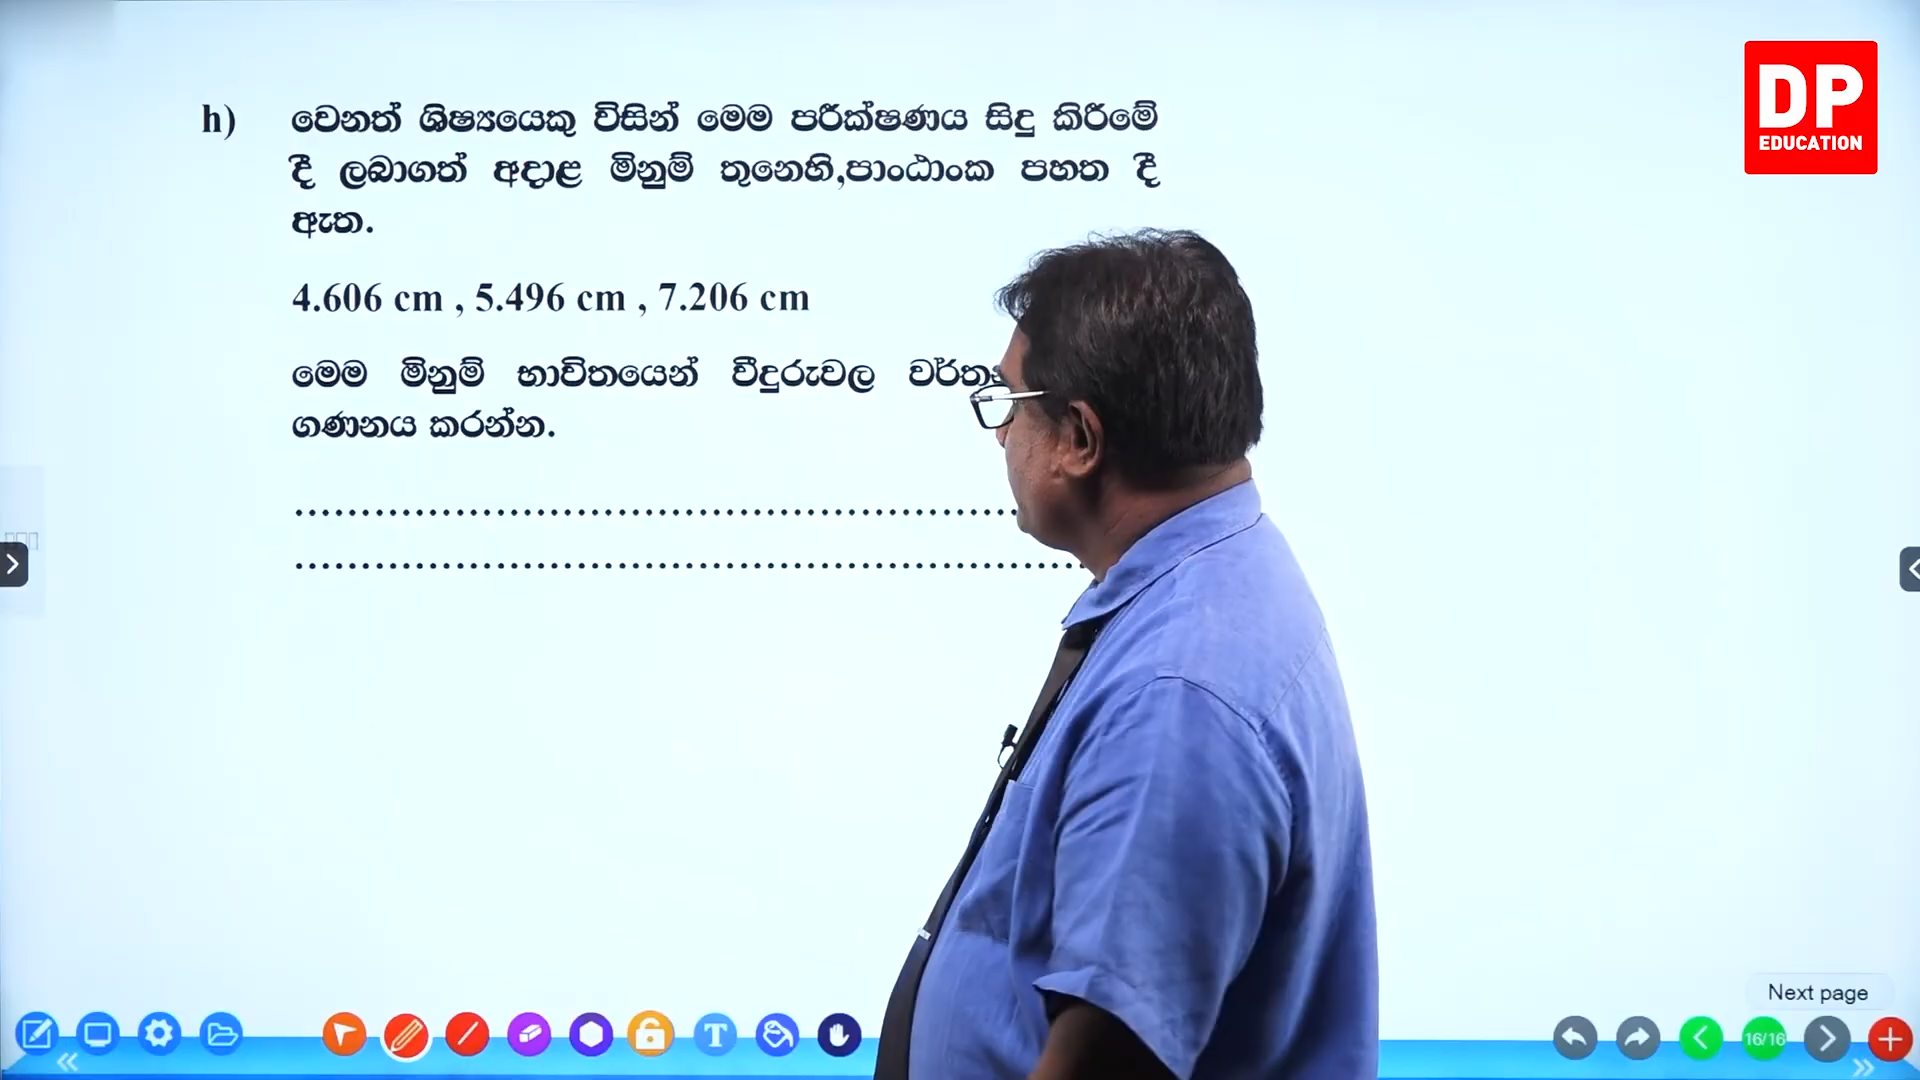 DP
EDUCATION
h) වෙනත් ශිෂ්‍යයෙකු විසින් මෙම පරීක්ෂණය සිදු කිරීමේ
දී ලබාගත් අදාළ මිනුම් තුනෙහි,පාංඨාංක පහත දී
ඇත.
4.606 cm , 5.496 cm , 7.206 cm
මෙම මිනුම් භාවිතයෙන් වීදුරුවල
ගණනය කරන්න.
Next page
16/16